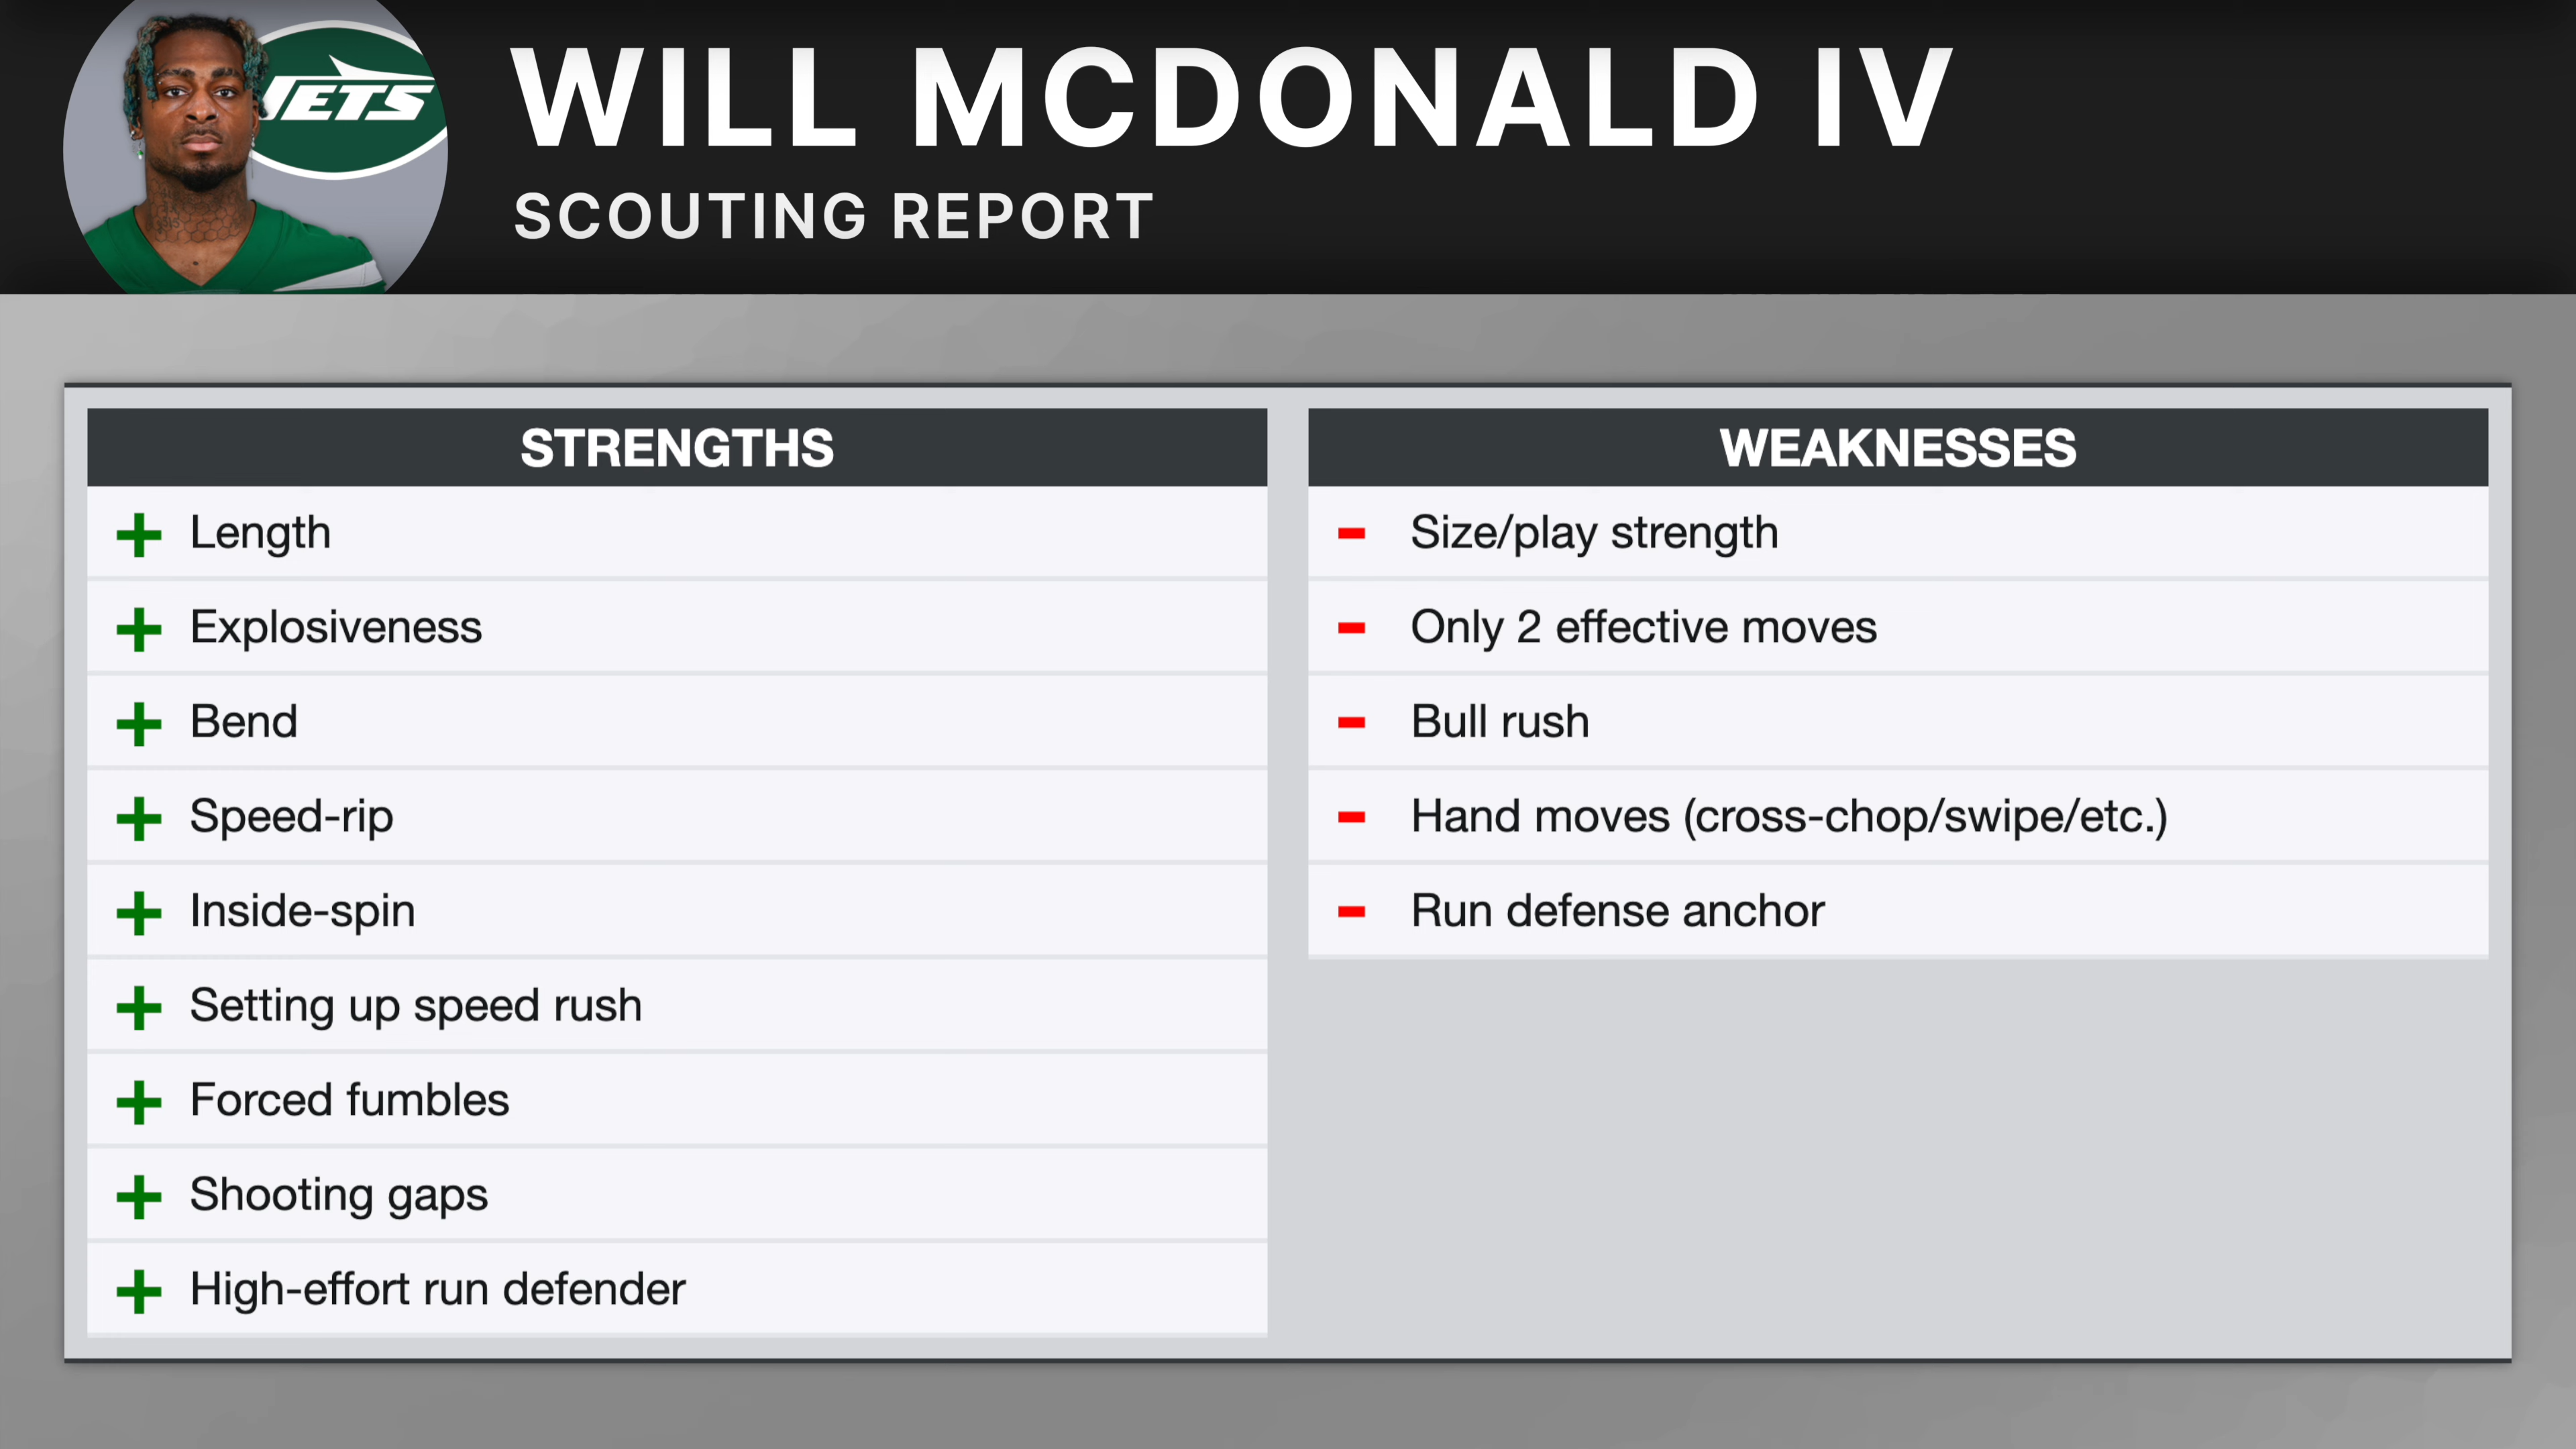 JETS
WILL MCDONALD IV
SCOUTING REPORT
STRENGTHS
+ Length
+ Explosiveness
+ Bend
+ Speed-rip
+ Inside-spin
+ Setting up speed rush
+ Forced fumbles
+ Shooting gaps
+ High-effort run defender
WEAKNESSES
- Size/play strength
- Only 2 effective moves
- Bull rush
- Hand moves (cross-chop/swipe/etc.)
- Run defense anchor